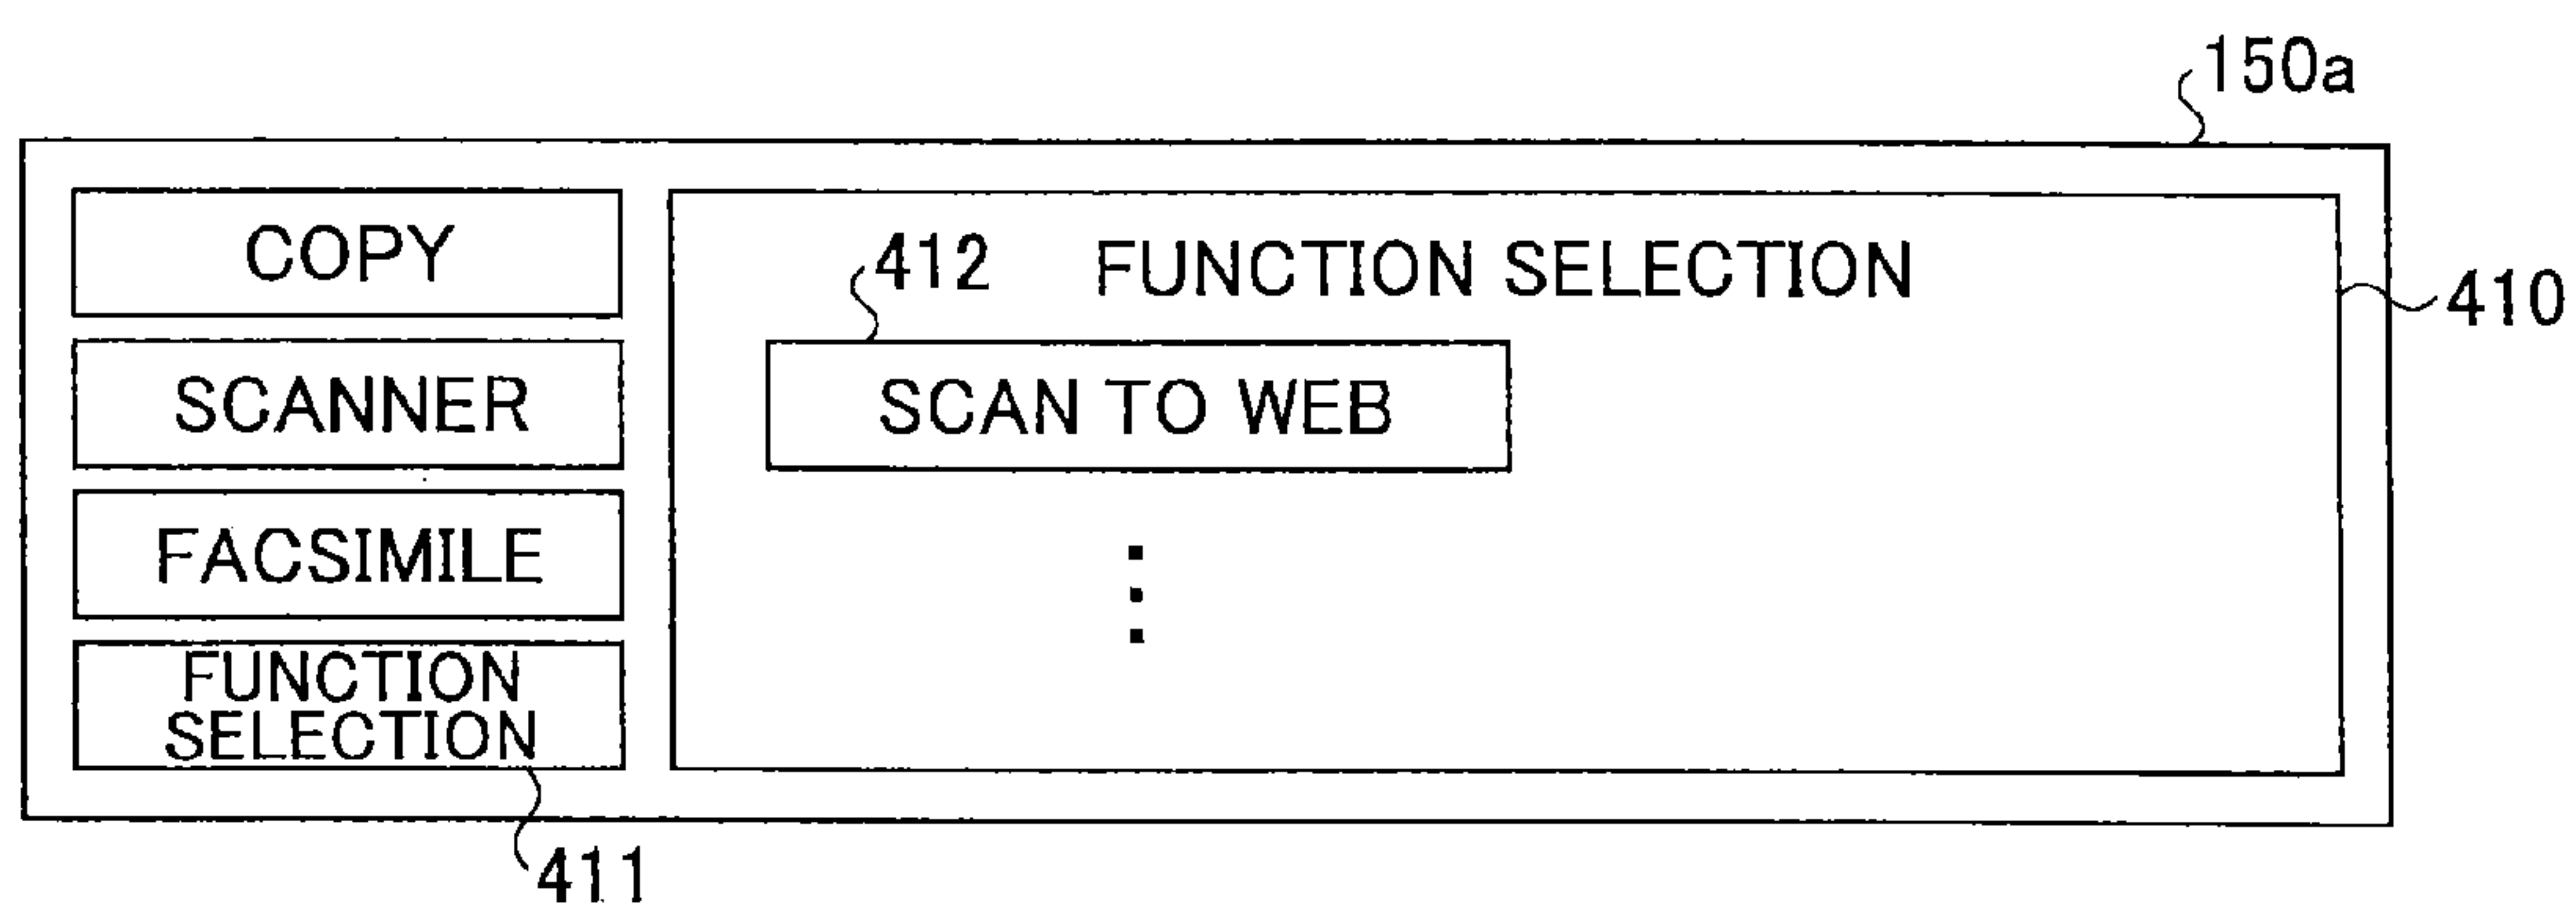 150a
COPY
SCANNER
FACSIMILE
FUNCTION
SELECTION
411
412
FUNCTION SELECTION
410
SCAN TO WEB